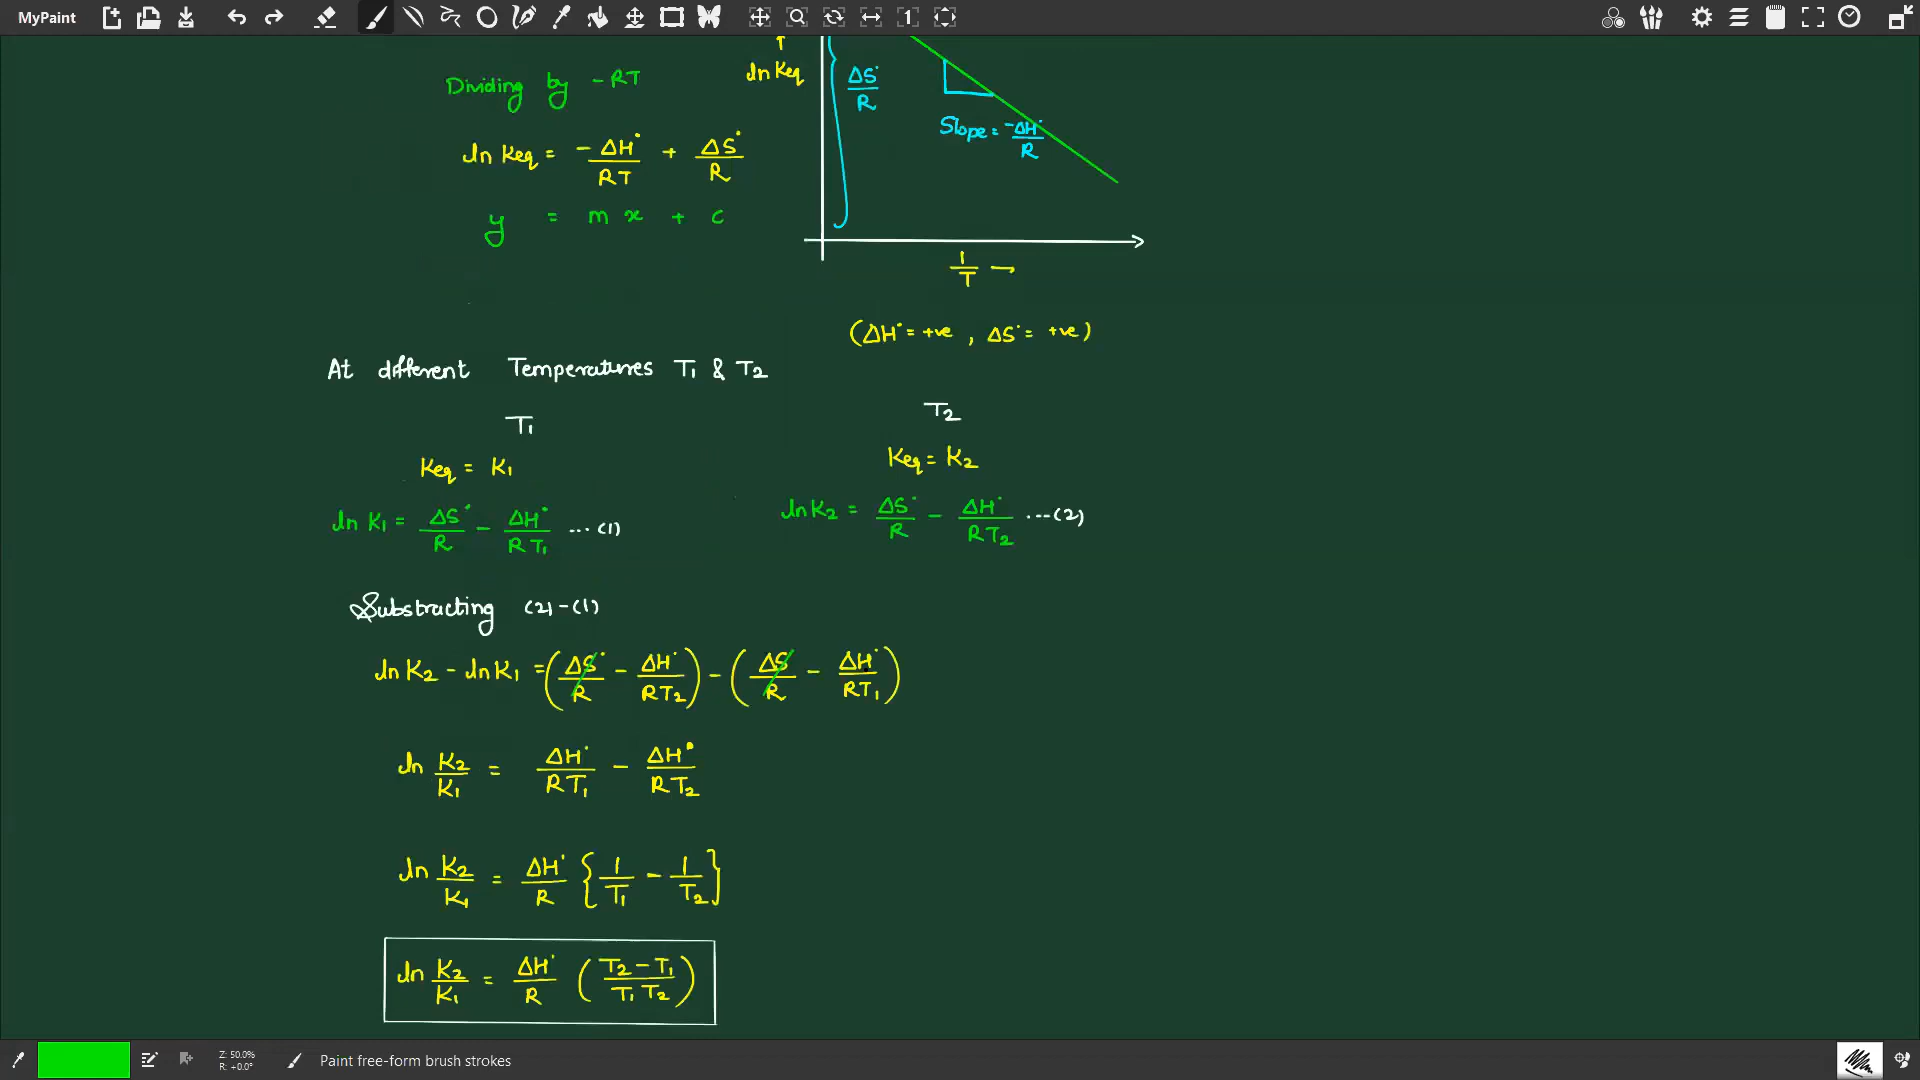 MyPaint
Dividing by -RT
ln Keq = -ΔH°/RT + ΔS°/R
y = m x + c
ln Keq
ΔS°/R
Slope = -ΔH°/R
1/T →
(ΔH° = +ve , ΔS° = +ve)
At different Temperatures T1 & T2
T1
Keq = K1
ln K1 = ΔS°/R - ΔH°/RT1 ...(1)
T2
Keq = K2
ln K2 = ΔS°/R - ΔH°/RT2 ...(2)
Substracting (2)-(1)
ln K2 - ln K1 = (ΔS°/R - ΔH°/RT2) - (ΔS/R - ΔH°/RT1)
ln K2/K1 = ΔH°/RT1 - ΔH°/RT2
ln K2/K1 = ΔH°/R {1/T1 - 1/T2}
ln K2/K1 = ΔH°/R (T2-T1/T1 T2)
Z: 50.0%
R: +0.0°
Paint free-form brush strokes